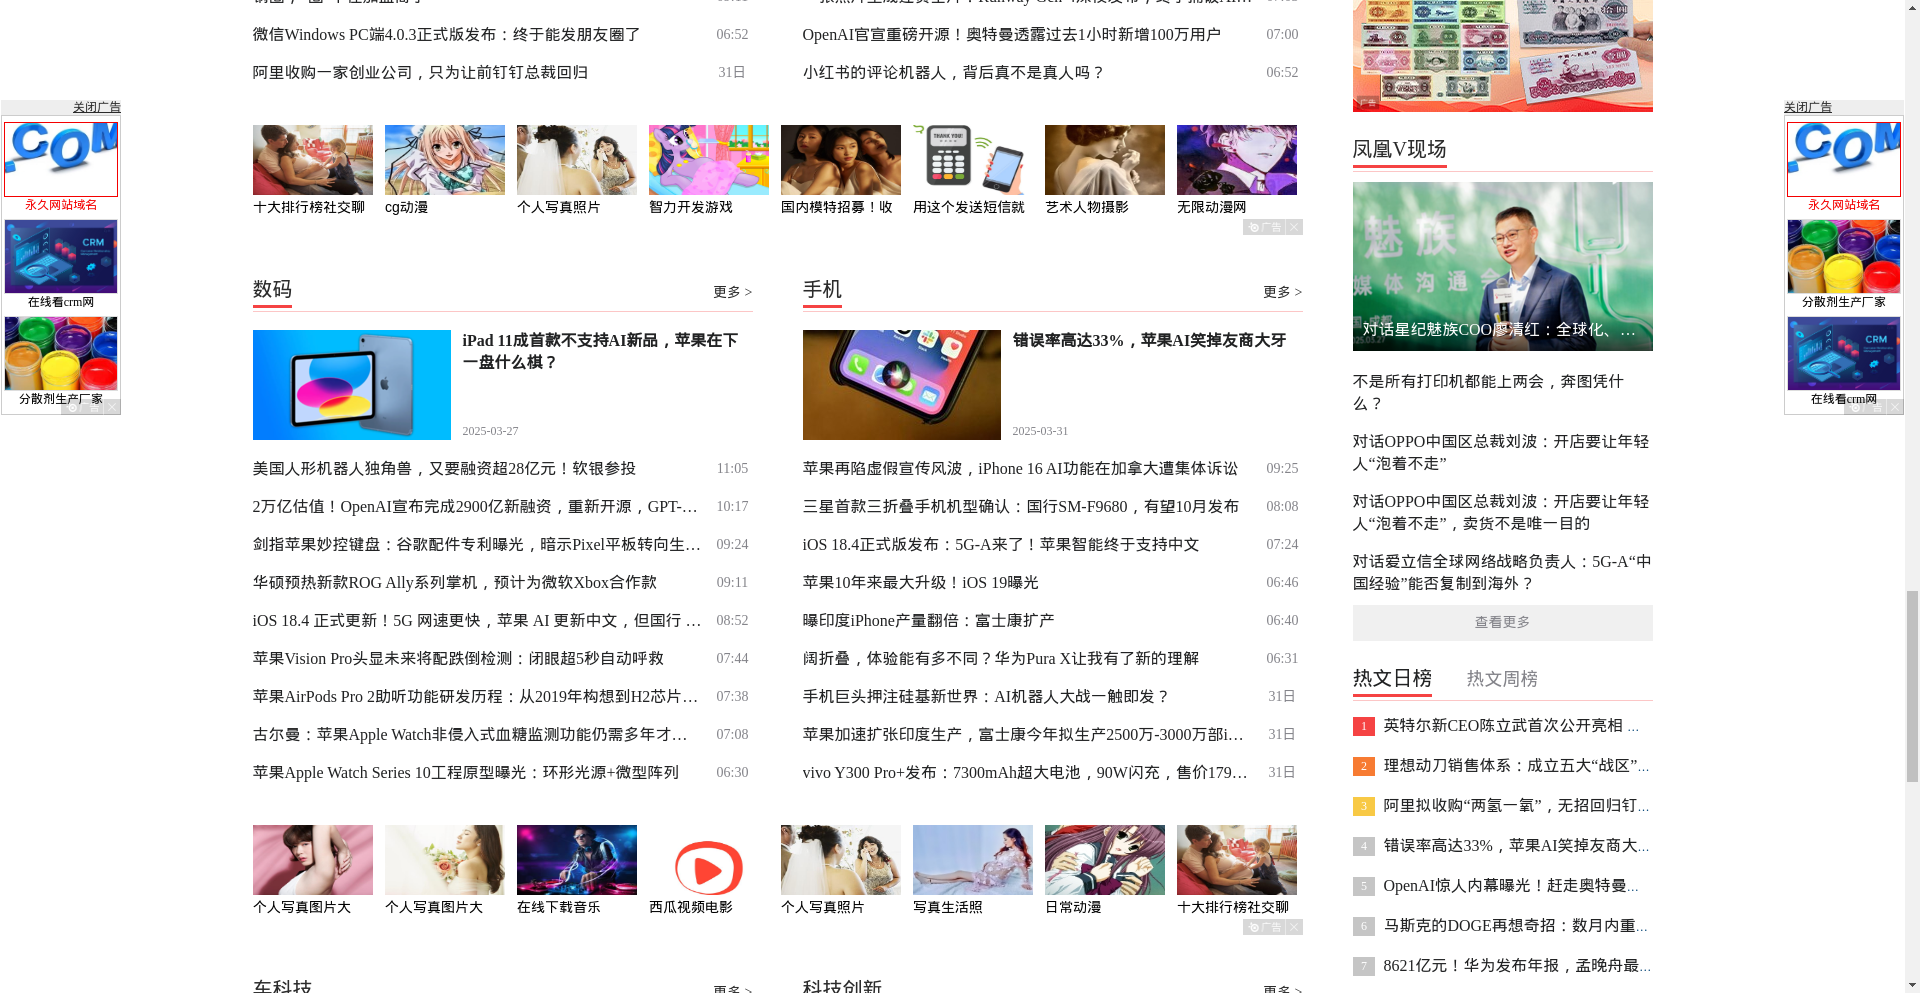 微信Windows PC端4.0.3正式版发布：终于能发朋友圈了 06:52
阿里收购一家创业公司，只为让前钉钉总裁回归 31日
OpenAI官宣重磅开源！奥特曼透露过去1小时新增100万用户 07:00
小红书的评论机器人，背后真不是真人吗？ 06:52
关闭广告
COM
永久网站域名
CRM
在线看crm网
分散剂生产厂家
广告
十大排行榜社交聊
cg动漫
个人写真照片
智力开发游戏
国内模特招募！收
THANK YOU!
用这个发送短信就
艺术人物摄影
无限动漫网
广告
数码 更多 >
iPad 11成首款不支持AI新品，苹果在下
一盘什么棋？
2025-03-27
美国人形机器人独角兽，又要融资超28亿元！软银参投 11:05
2万亿估值！OpenAI宣布完成2900亿新融资，重新开源，GPT-… 10:17
剑指苹果妙控键盘：谷歌配件专利曝光，暗示Pixel平板转向生… 09:24
华硕预热新款ROG Ally系列掌机，预计为微软Xbox合作款 09:11
iOS 18.4 正式更新！5G 网速更快，苹果 AI 更新中文，但国行 … 08:52
苹果Vision Pro头显未来将配跌倒检测：闭眼超5秒自动呼救 07:44
苹果AirPods Pro 2助听功能研发历程：从2019年构想到H2芯片… 07:38
古尔曼：苹果Apple Watch非侵入式血糖监测功能仍需多年才… 07:08
苹果Apple Watch Series 10工程原型曝光：环形光源+微型阵列 06:30
手机 更多 >
错误率高达33%，苹果AI笑掉友商大牙
2025-03-31
苹果再陷虚假宣传风波，iPhone 16 AI功能在加拿大遭集体诉讼 09:25
三星首款三折叠手机机型确认：国行SM-F9680，有望10月发布 08:08
iOS 18.4正式版发布：5G-A来了！苹果智能终于支持中文 07:24
苹果10年来最大升级！iOS 19曝光 06:46
曝印度iPhone产量翻倍：富士康扩产 06:40
阔折叠，体验能有多不同？华为Pura X让我有了新的理解 06:31
手机巨头押注硅基新世界：AI机器人大战一触即发？ 31日
苹果加速扩张印度生产，富士康今年拟生产2500万-3000万部i… 31日
vivo Y300 Pro+发布：7300mAh超大电池，90W闪充，售价179… 31日
个人写真图片大
个人写真图片大
在线下载音乐
西瓜视频电影
个人写真照片
写真生活照
日常动漫
十大排行榜社交聊
广告
车科技 更多 >
科技创新 更多 >
广告
凤凰V现场
魅族
媒体沟通会
对话星纪魅族COO廖清红：全球化、…
不是所有打印机都能上两会，奔图凭什
么？
对话OPPO中国区总裁刘波：开店要让年轻
人“泡着不走”
对话OPPO中国区总裁刘波：开店要让年轻
人“泡着不走”，卖货不是唯一目的
对话爱立信全球网络战略负责人：5G-A“中
国经验”能否复制到海外？
查看更多
热文日榜 热文周榜
1 英特尔新CEO陈立武首次公开亮相 …
2 理想动刀销售体系：成立五大“战区”…
3 阿里拟收购“两氢一氧”，无招回归钉…
4 错误率高达33%，苹果AI笑掉友商大…
5 OpenAI惊人内幕曝光！赶走奥特曼…
6 马斯克的DOGE再想奇招：数月内重…
7 8621亿元！华为发布年报，孟晚舟最…
关闭广告
COM
永久网站域名
分散剂生产厂家
CRM
在线看crm网
广告